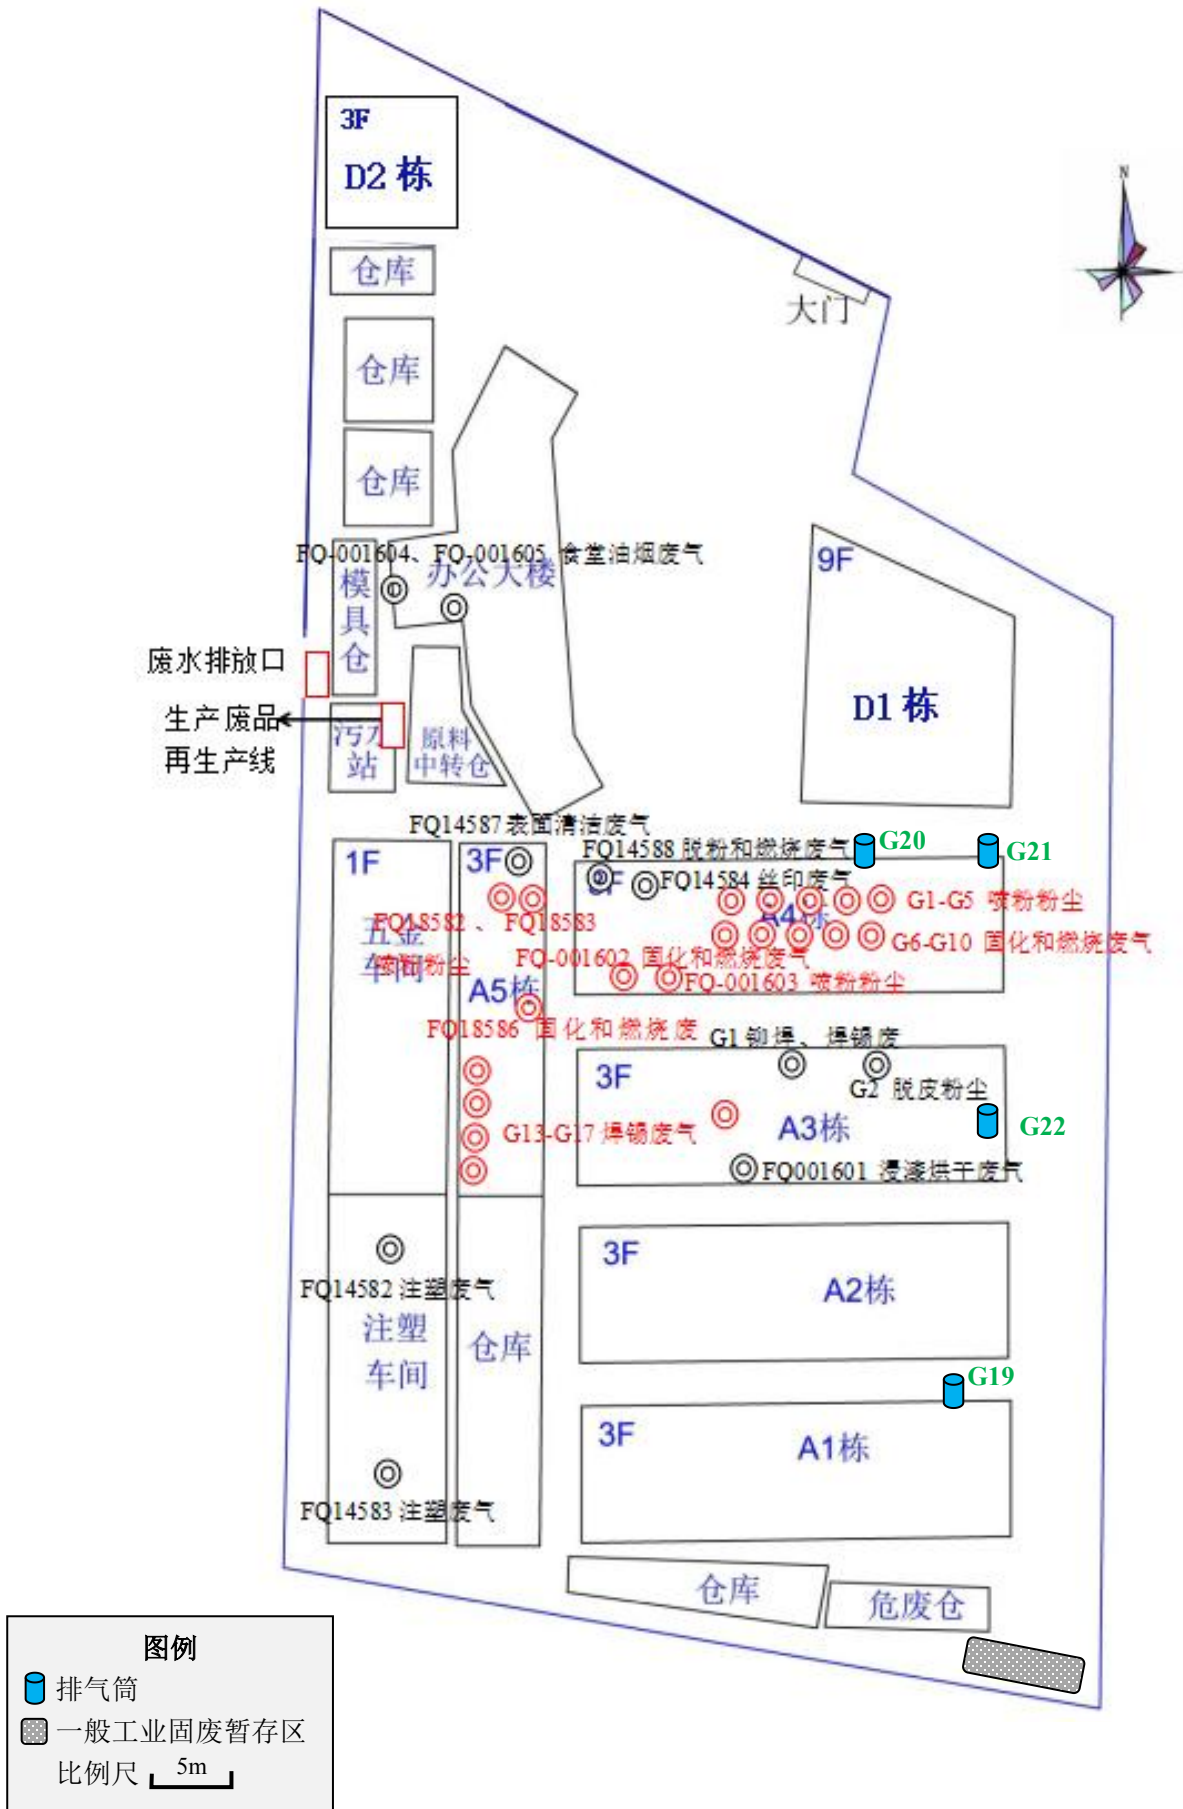 3F
D2 栋
N
仓库
大门
仓库
仓库
FQ-001604、FQ-001605 食堂油烟废气
9F
办公大楼
模
具
仓
废水排放口
D1 栋
生产废品
再生产线
污水
站
原料
中转仓
FQ14587 表面清洁废气
FQ14588 脱粉和燃烧废气
G20
G21
1F
3F
FQ14584 丝印废气
G1-G5 喷粉粉尘
A4栋
FQ18582 、 FQ18583
喷粉粉尘
五金
车间
G6-G10 固化和燃烧废气
FQ-001602 固化和燃烧废气
FQ-001603 喷粉粉尘
A5栋
FQ18586 固化和燃烧废
G1 铆焊、焊锡废
3F
G2 脱皮粉尘
G22
A3栋
G13-G17 焊锡废气
FQ001601 浸漆烘干废气
3F
A2栋
FQ14582 注塑废气
注塑
车间
仓库
G19
3F
A1栋
FQ14583 注塑废气
仓库
危废仓
图例
排气筒
一般工业固废暂存区
比例尺 5m